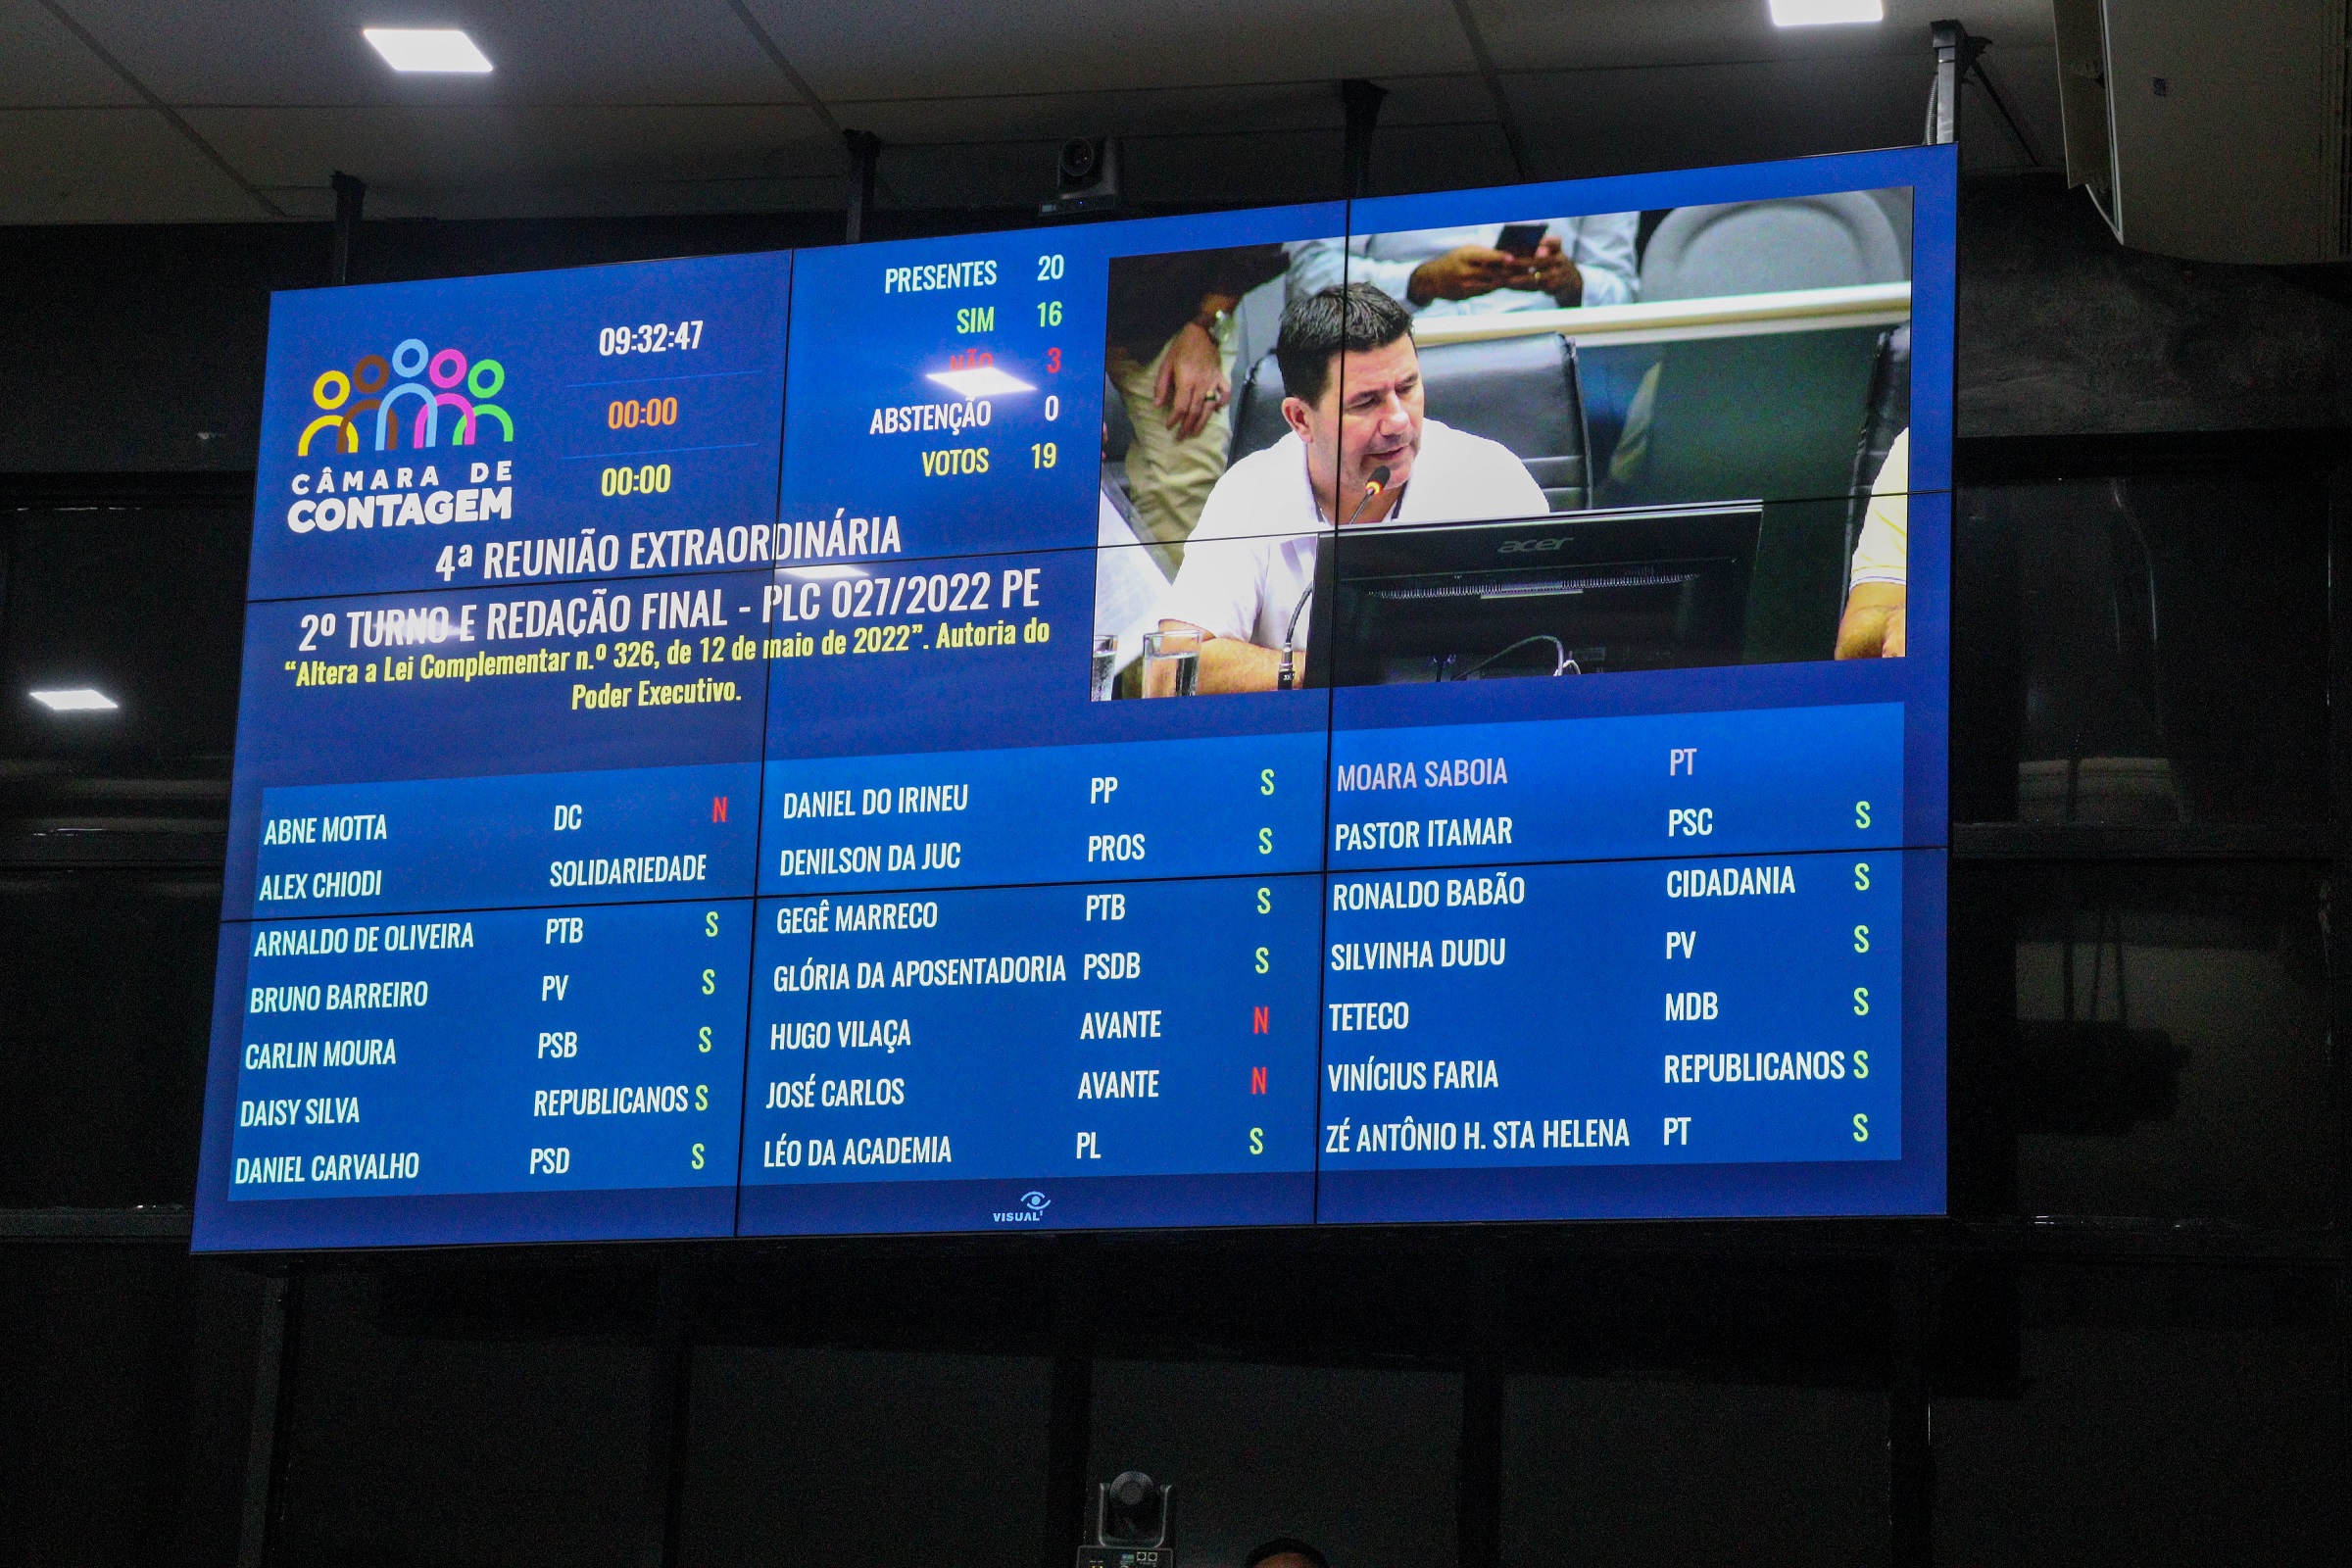 CÂMARA DE
CONTAGEM
09:32:47
00:00
00:00
PRESENTES 20
SIM 16
NÃO 3
ABSTENÇÃO 0
VOTOS 19
4ª REUNIÃO EXTRAORDINÁRIA
2º TURNO E REDAÇÃO FINAL - PLC 027/2022 PE
“Altera a Lei Complementar n.º 326, de 12 de maio de 2022”. Autoria do
Poder Executivo.
acer
ABNE MOTTA DC N
ALEX CHIODI SOLIDARIEDADE
ARNALDO DE OLIVEIRA PTB S
BRUNO BARREIRO PV S
CARLIN MOURA PSB S
DAISY SILVA REPUBLICANOS S
DANIEL CARVALHO PSD S
DANIEL DO IRINEU PP S
DENILSON DA JUC PROS S
GEGÊ MARRECO PTB S
GLÓRIA DA APOSENTADORIA PSDB S
HUGO VILAÇA AVANTE N
JOSÉ CARLOS AVANTE N
LÉO DA ACADEMIA PL S
MOARA SABOIA PT
PASTOR ITAMAR PSC S
RONALDO BABÃO CIDADANIA S
SILVINHA DUDU PV S
TETECO MDB S
VINÍCIUS FARIA REPUBLICANOS S
ZÉ ANTÔNIO H. STA HELENA PT S
VISUAL